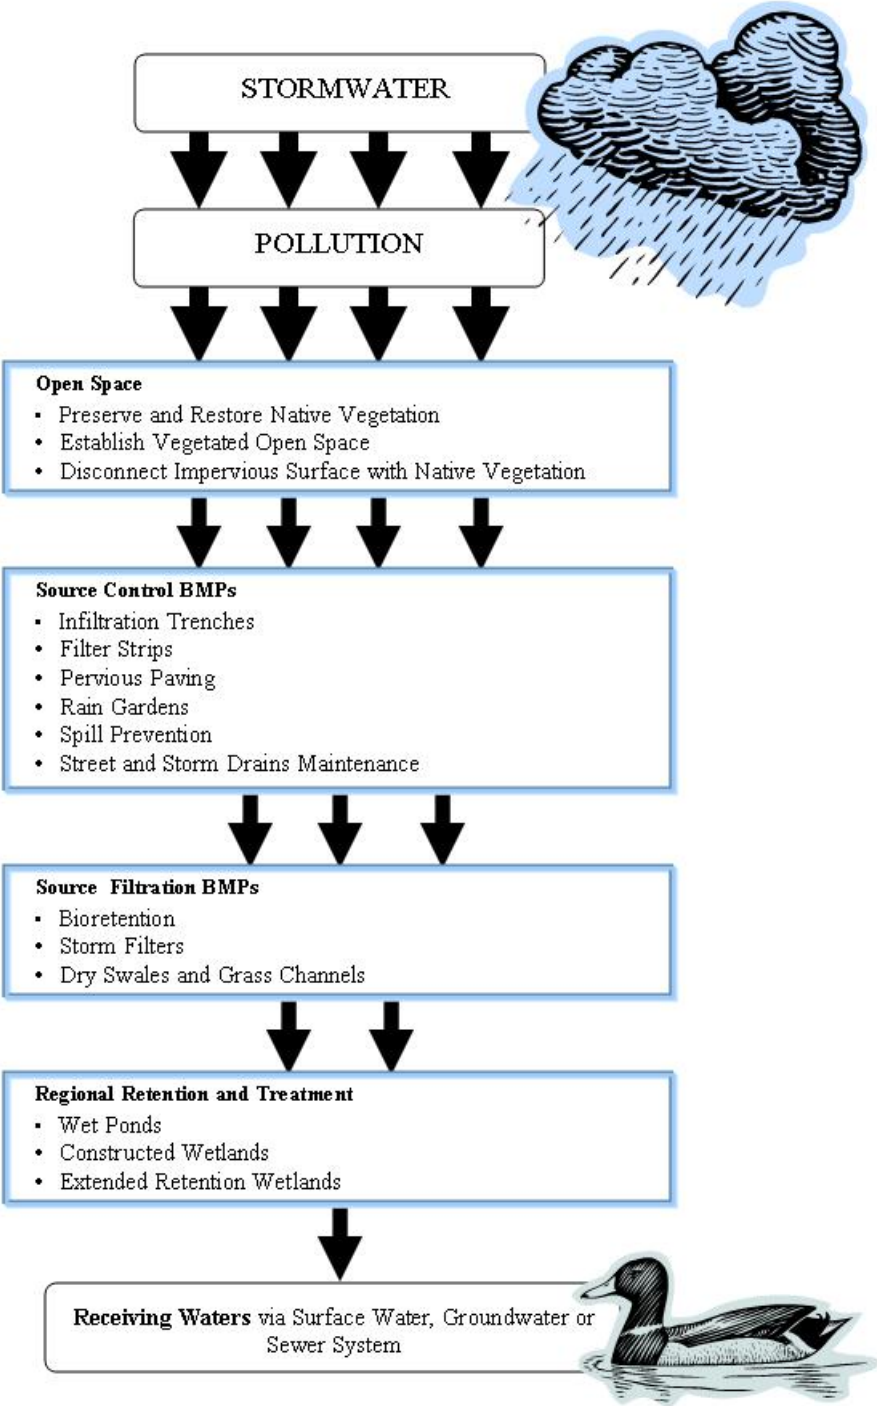 STORMWATER
POLLUTION
Open Space
▪ Preserve and Restore Native Vegetation
• Establish Vegetated Open Space
• Disconnect Impervious Surface with Native Vegetation
Source Control BMPs
▪ Infiltration Trenches
• Filter Strips
• Pervious Paving
• Rain Gardens
• Spill Prevention
• Street and Storm Drains Maintenance
Source Filtration BMPs
▪ Bioretention
• Storm Filters
• Dry Swales and Grass Channels
Regional Retention and Treatment
▪ Wet Ponds
• Constructed Wetlands
• Extended Retention Wetlands
Receiving Waters via Surface Water, Groundwater or
Sewer System